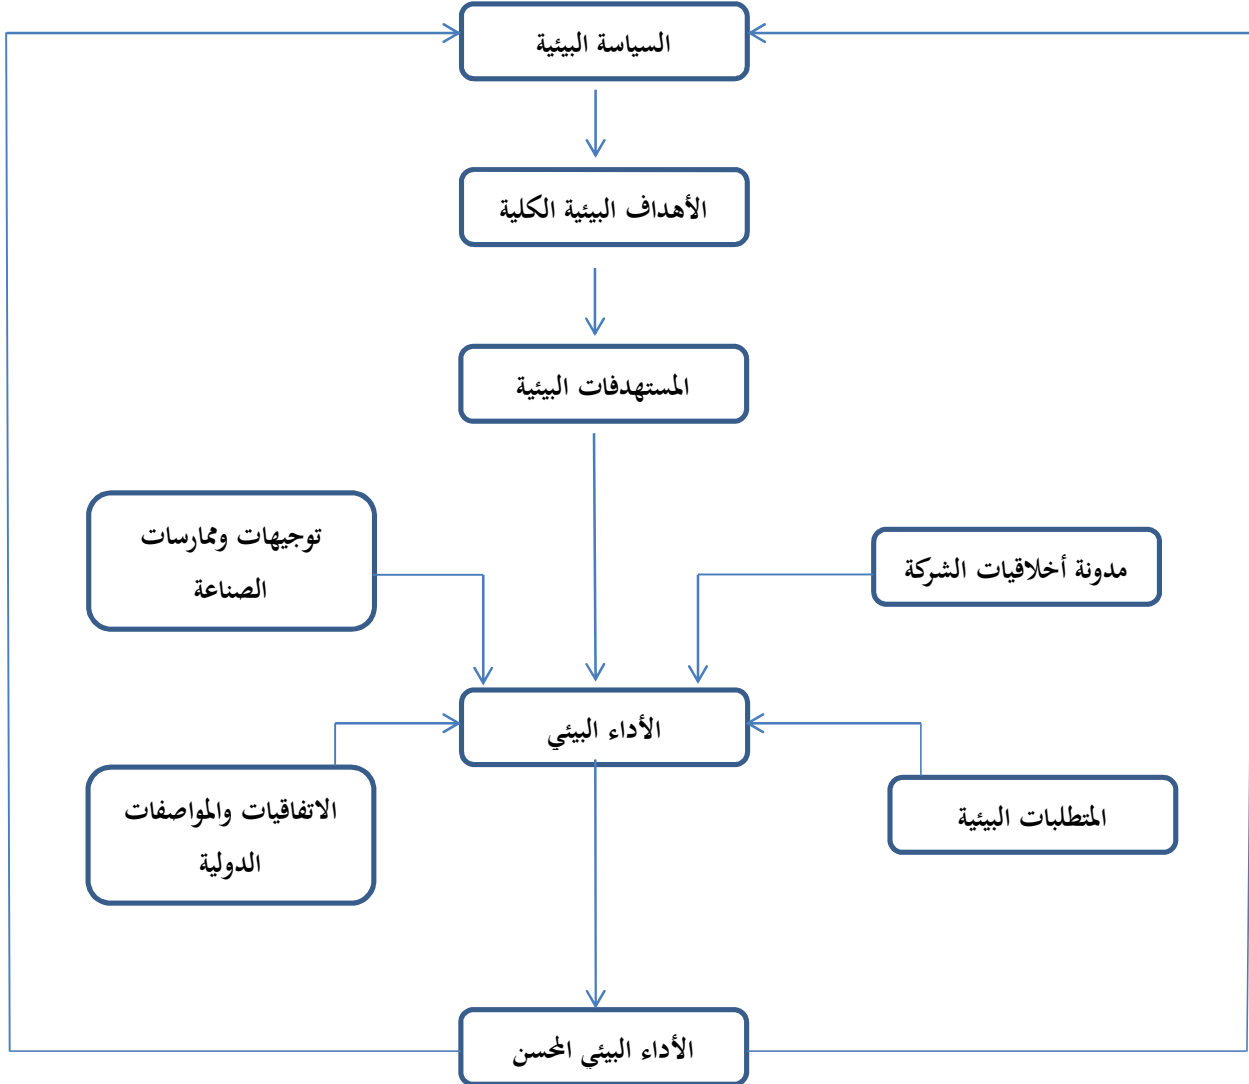 السياسة البيئية
الأهداف البيئية الكلية
المستهدفات البيئية
توجيهات وممارسات
الصناعة
مدونة أخلاقيات الشركة
الأداء البيئي
الاتفاقيات والمواصفات
الدولية
المتطلبات البيئية
الأداء البيئي المحسن